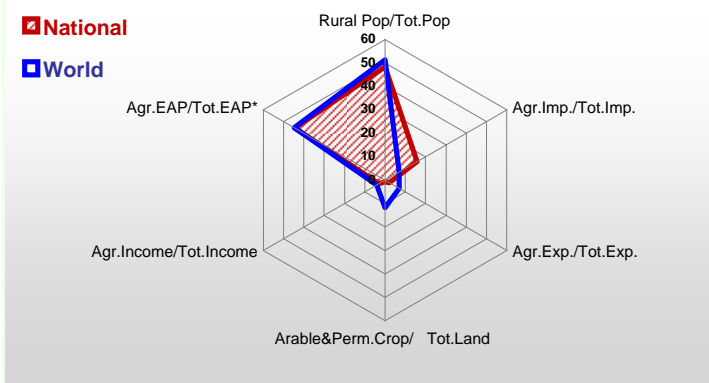 National
World
Rural Pop/Tot.Pop
60
50
40
30
20
10
0
Agr.Imp./Tot.Imp.
Agr.Exp./Tot.Exp.
Arable&Perm.Crop/ Tot.Land
Agr.Income/Tot.Income
Agr.EAP/Tot.EAP*